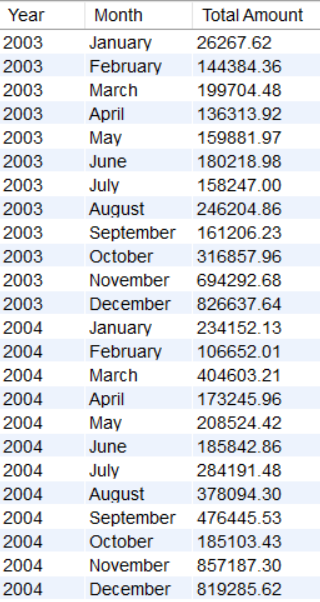 Year Month Total Amount
2003 January 26267.62
2003 February 144384.36
2003 March 199704.48
2003 April 136313.92
2003 May 159881.97
2003 June 180218.98
2003 July 158247.00
2003 August 246204.86
2003 September 161206.23
2003 October 316857.96
2003 November 694292.68
2003 December 826637.64
2004 January 234152.13
2004 February 106652.01
2004 March 404603.21
2004 April 173245.96
2004 May 208524.42
2004 June 185842.86
2004 July 284191.48
2004 August 378094.30
2004 September 476445.53
2004 October 185103.43
2004 November 857187.30
2004 December 819285.62